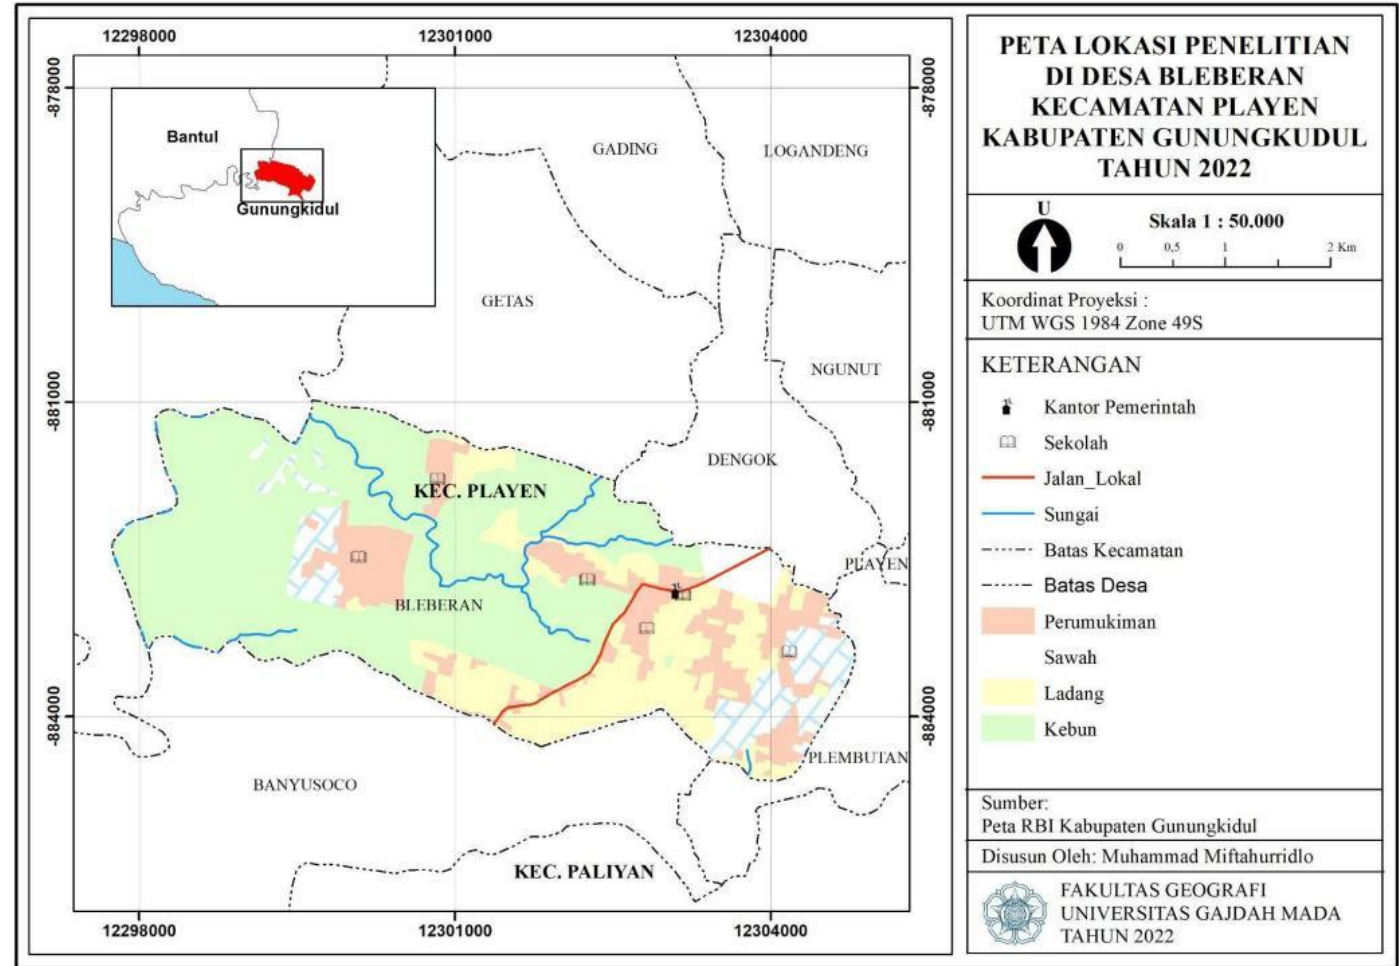 12298000
12301000
12304000
-878000
-878000
Bantul
Gunungkidul
GADING
LOGANDENG
GETAS
NGUNUT
-881000
-881000
DENGOK
KEC. PLAYEN
PLAYEN
BLEBERAN
-884000
-884000
PLEMBUTAN
BANYUSOCO
KEC. PALIYAN
12298000
12301000
12304000
PETA LOKASI PENELITIAN
DI DESA BLEBERAN
KECAMATAN PLAYEN
KABUPATEN GUNUNGKUDUL
TAHUN 2022
U
Skala 1 : 50.000
0 0,5 1 2 Km
Koordinat Proyeksi :
UTM WGS 1984 Zone 49S
KETERANGAN
Kantor Pemerintah
Sekolah
Jalan_Lokal
Sungai
Batas Kecamatan
Batas Desa
Perumukiman
Sawah
Ladang
Kebun
Sumber:
Peta RBI Kabupaten Gunungkidul
Disusun Oleh: Muhammad Miftahurridlo
FAKULTAS GEOGRAFI
UNIVERSITAS GAJDAH MADA
TAHUN 2022